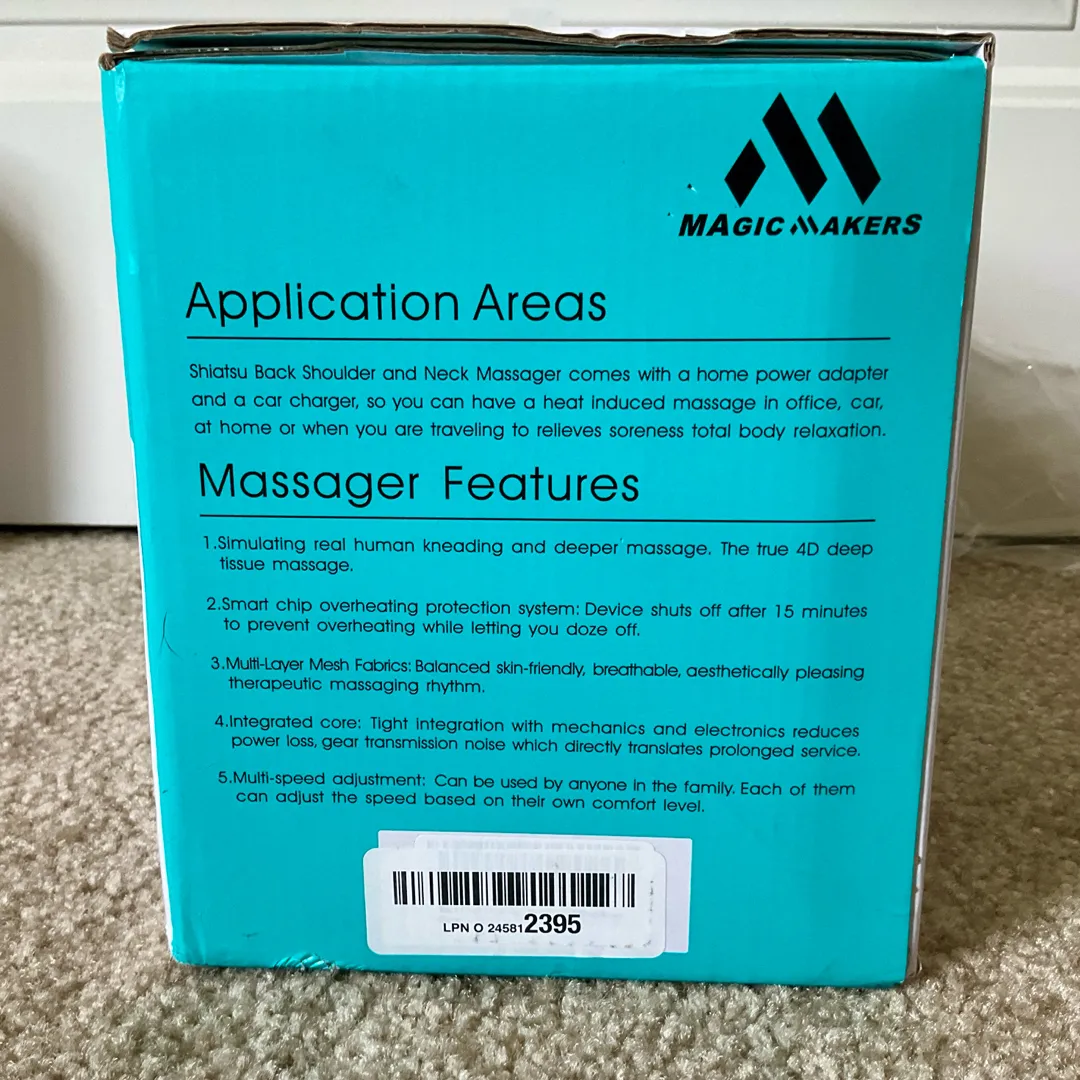 MAGIC MAKERS
Application Areas
Shiatsu Back Shoulder and Neck Massager comes with a home power adapter
and a car charger, so you can have a heat induced massage in office, car,
at home or when you are traveling to relieves soreness total body relaxation.
Massager Features
1.Simulating real human kneading and deeper massage. The true 4D deep
tissue massage.
2.Smart chip overheating protection system: Device shuts off after 15 minutes
to prevent overheating while letting you doze off.
3.Multi-Layer Mesh Fabrics: Balanced skin-friendly, breathable, aesthetically pleasing
therapeutic massaging rhythm.
4.Integrated core: Tight integration with mechanics and electronics reduces
power loss, gear transmission noise which directly translates prolonged service.
5.Multi-speed adjustment: Can be used by anyone in the family. Each of them
can adjust the speed based on their own comfort level.
LPN O 245812395